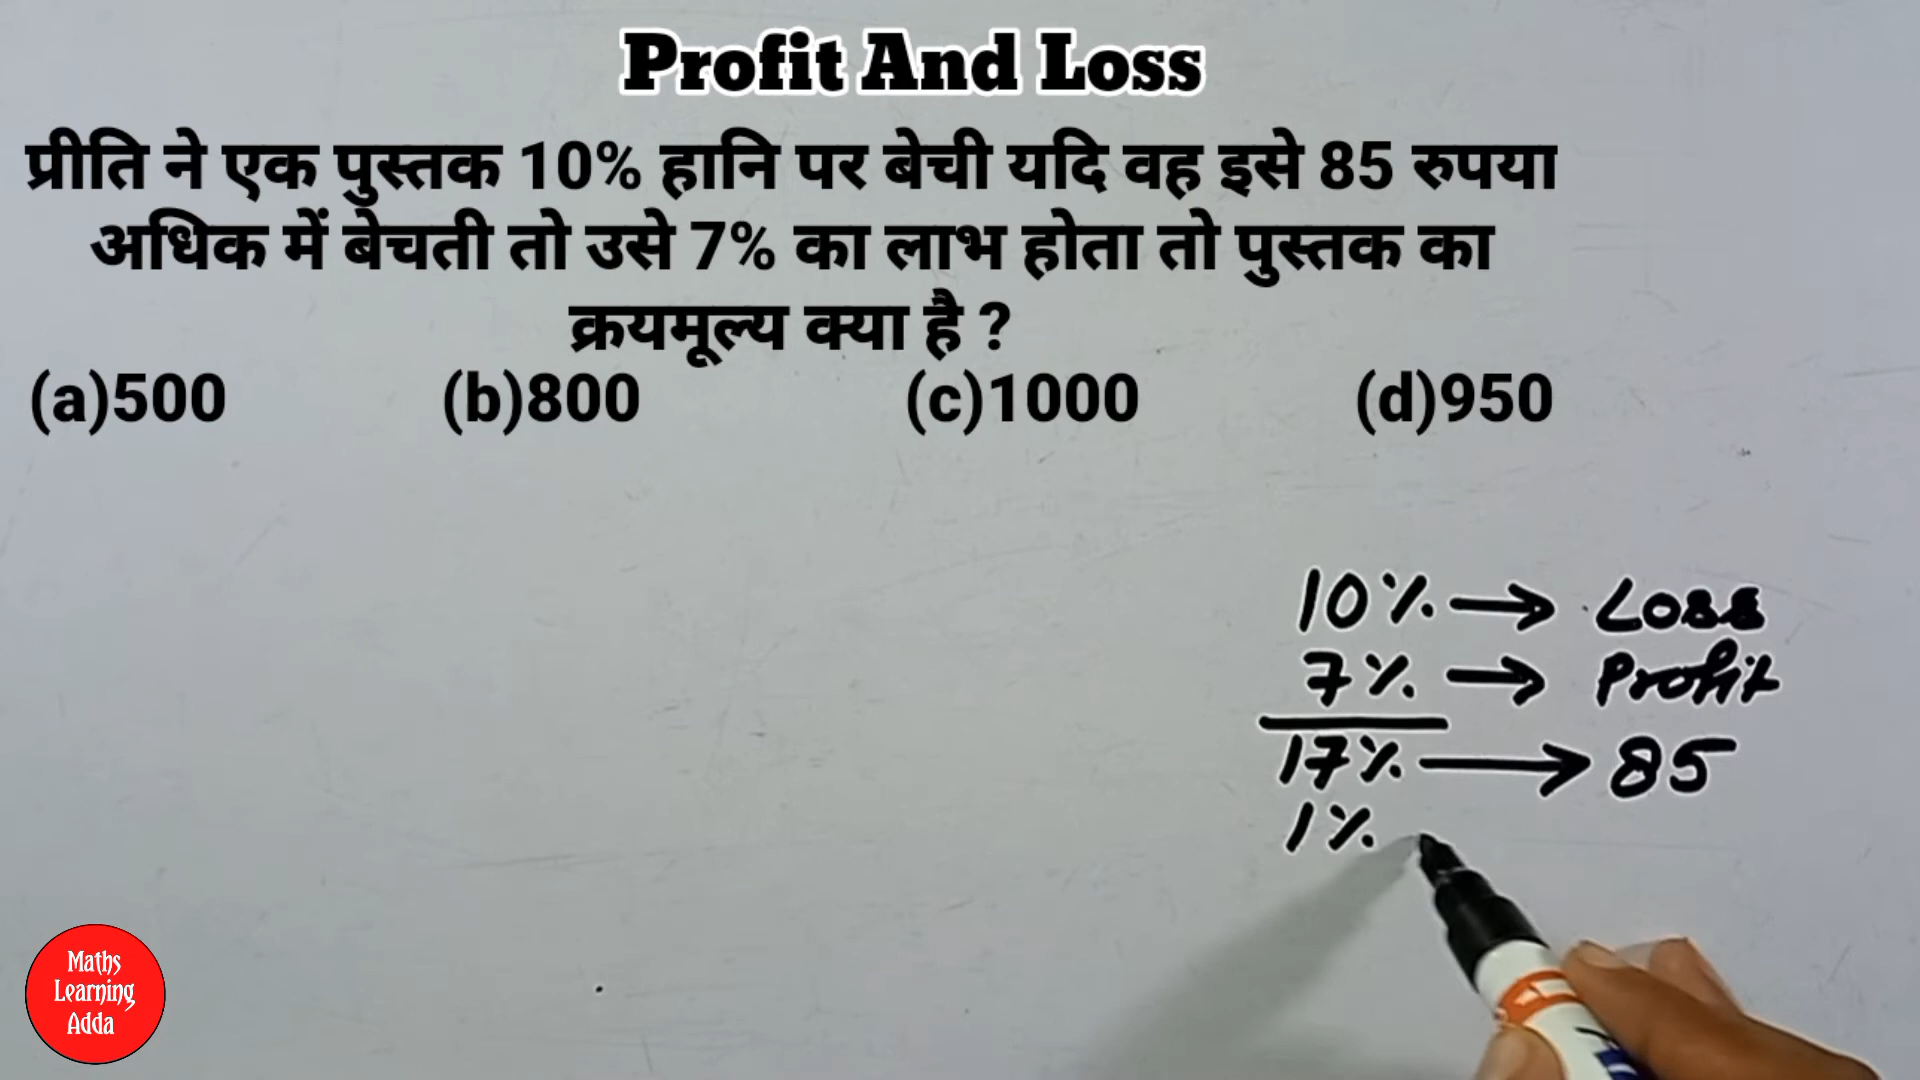 Profit And Loss
प्रीति ने एक पुस्तक 10% हानि पर बेची यदि वह इसे 85 रुपया
अधिक में बेचती तो उसे 7% का लाभ होता तो पुस्तक का
क्रयमूल्य क्या है ?
(a)500 (b)800 (c)1000 (d)950
10% → Loss
7% → Profit
17% → 85
1%
Maths
Learning
Adda